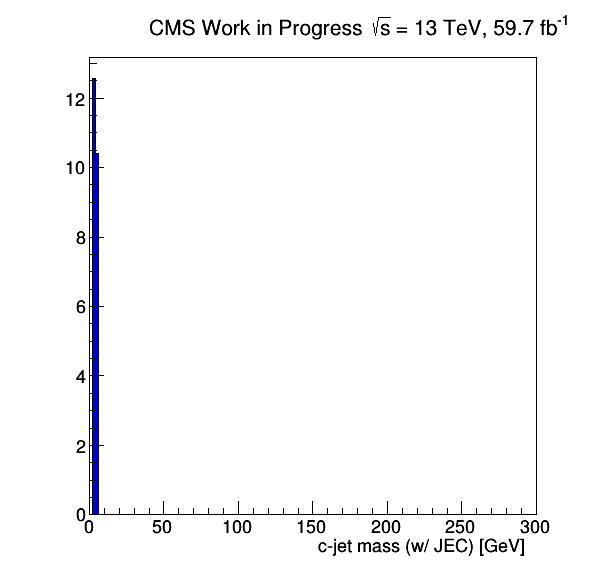 CMS Work in Progress √s = 13 TeV, 59.7 fb⁻¹
12
10
8
6
4
2
0
0 50 100 150 200 250 300
c-jet mass (w/ JEC) [GeV]